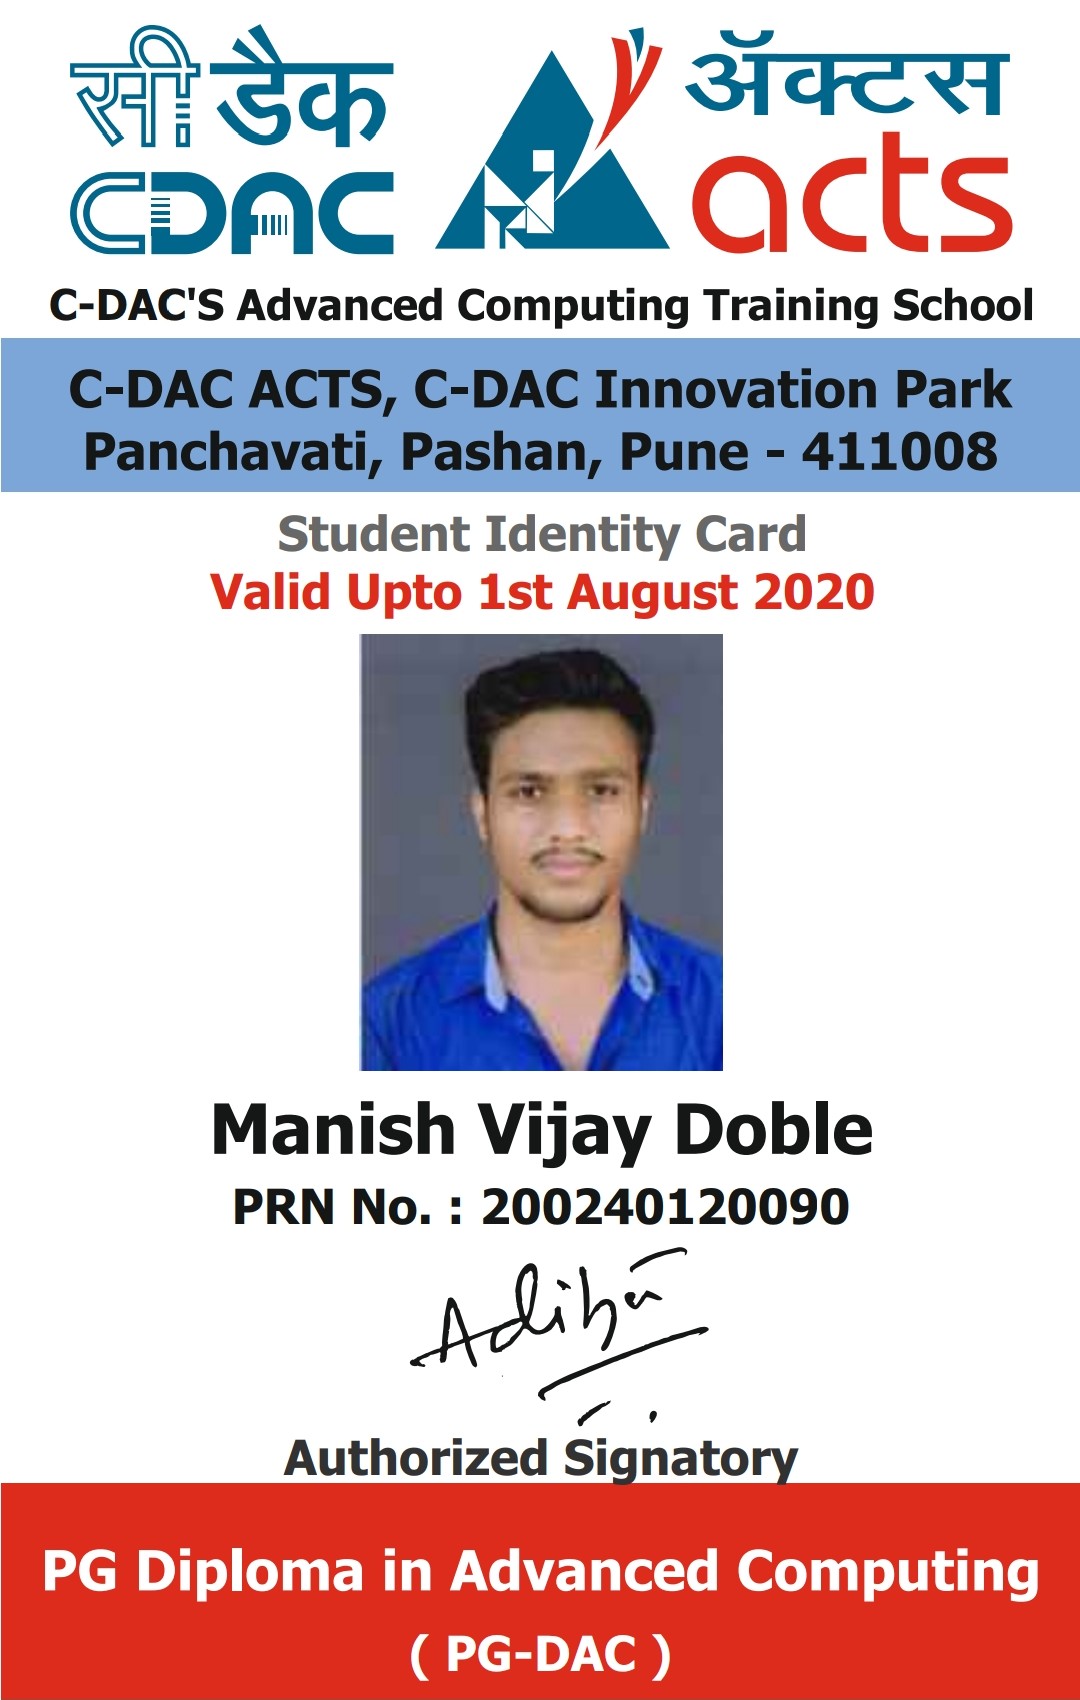 सी डैक
CDAC
ॲक्टस
acts
C-DAC'S Advanced Computing Training School
C-DAC ACTS, C-DAC Innovation Park
Panchavati, Pashan, Pune - 411008
Student Identity Card
Valid Upto 1st August 2020
Manish Vijay Doble
PRN No. : 200240120090
Authorized Signatory
PG Diploma in Advanced Computing
( PG-DAC )